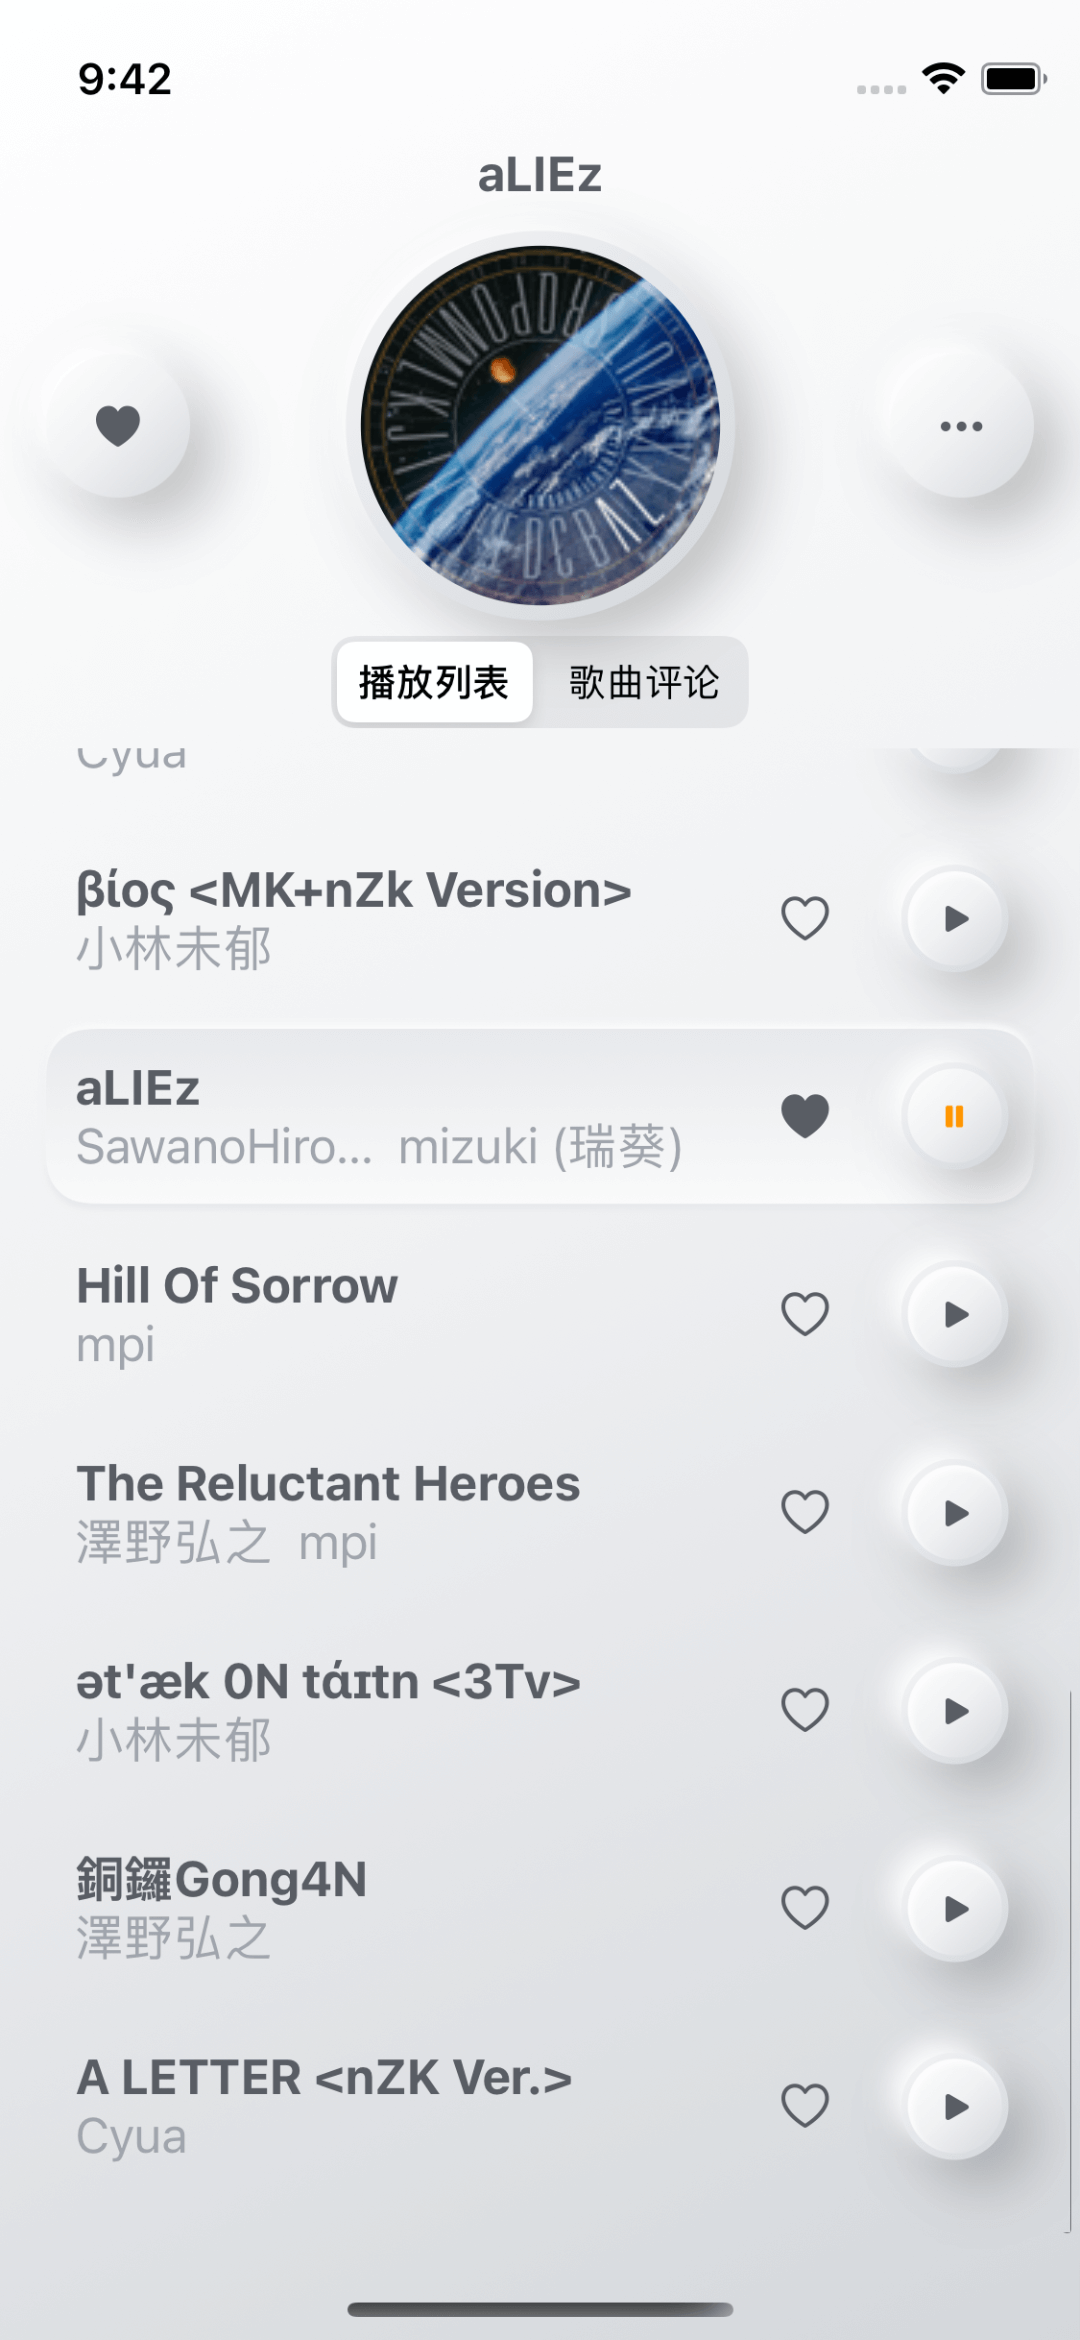 9:42
aLIEz
播放列表 歌曲评论
Cyua
βίος <MK+nZk Version>
小林未郁
aLIEz
SawanoHiro... mizuki (瑞葵)
Hill Of Sorrow
mpi
The Reluctant Heroes
澤野弘之 mpi
ət'æk 0N tάɪtn <3Tv>
小林未郁
銅鑼Gong4N
澤野弘之
A LETTER <nZK Ver.>
Cyua